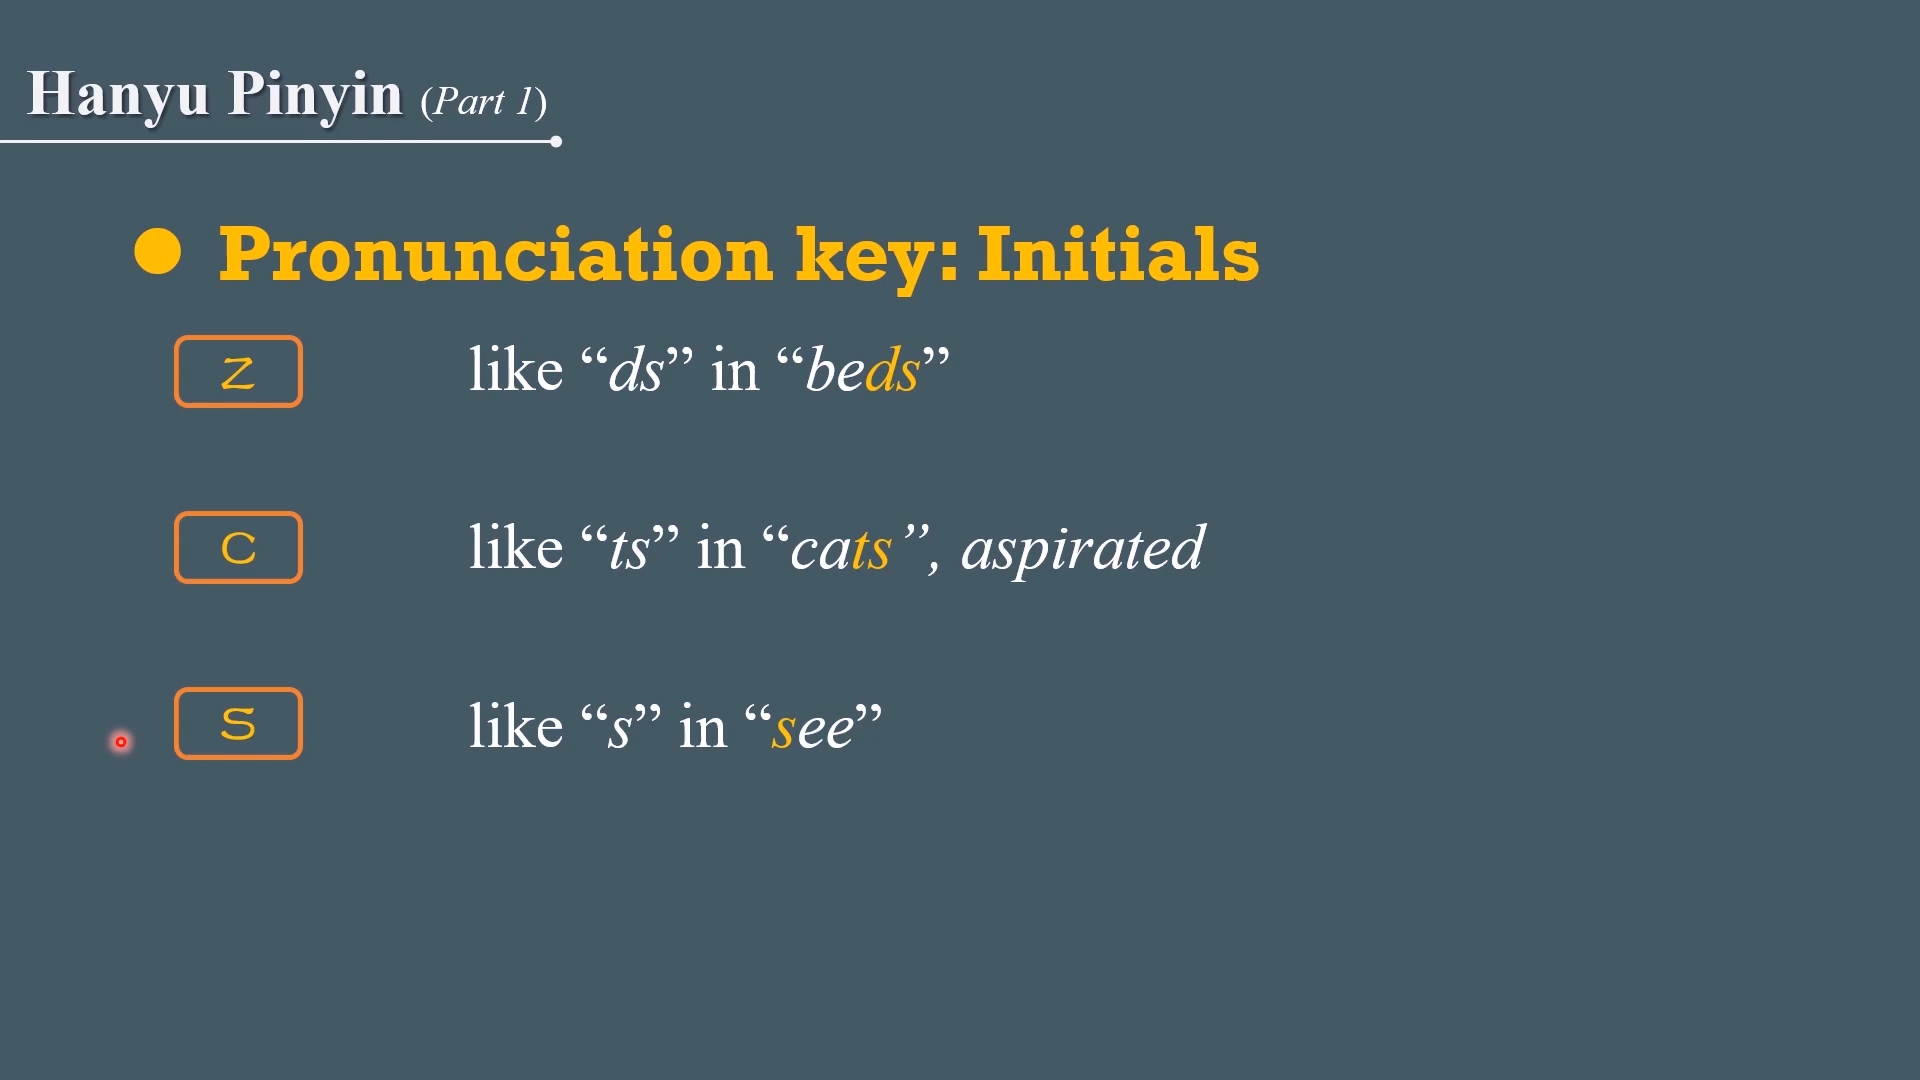 Hanyu Pinyin (Part 1)
● Pronunciation key: Initials
z like “ds” in “beds”
c like “ts” in “cats”, aspirated
s like “s” in “see”